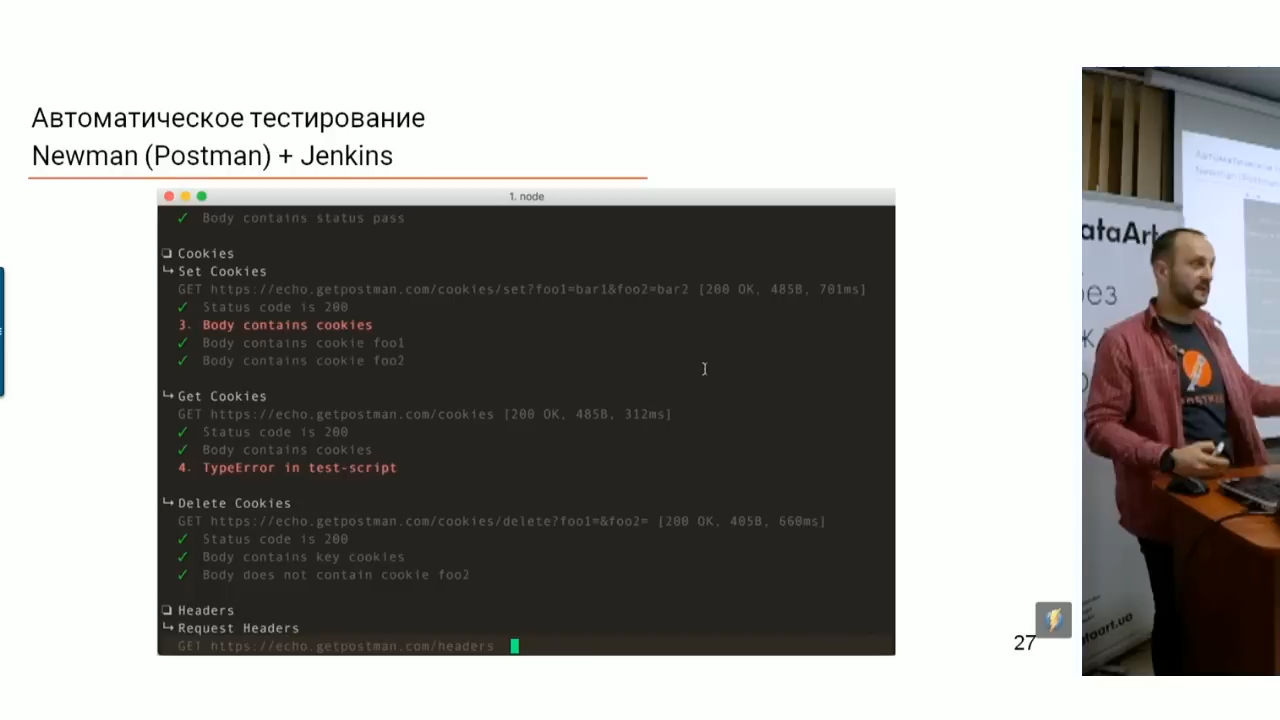 Автоматическое тестирование
Newman (Postman) + Jenkins
1. node
✓ Body contains status pass
❏ Cookies
↳ Set Cookies
GET https://echo.getpostman.com/cookies/set?foo1=bar1&foo2=bar2 [200 OK, 485B, 701ms]
✓ Status code is 200
3. Body contains cookies
✓ Body contains cookie foo1
✓ Body contains cookie foo2
↳ Get Cookies
GET https://echo.getpostman.com/cookies [200 OK, 485B, 312ms]
✓ Status code is 200
✓ Body contains cookies
4. TypeError in test-script
↳ Delete Cookies
GET https://echo.getpostman.com/cookies/delete?foo1=&foo2= [200 OK, 405B, 660ms]
✓ Status code is 200
✓ Body contains key cookies
✓ Body does not contain cookie foo2
❏ Headers
↳ Request Headers
GET https://echo.getpostman.com/headers
27
ataArt
без